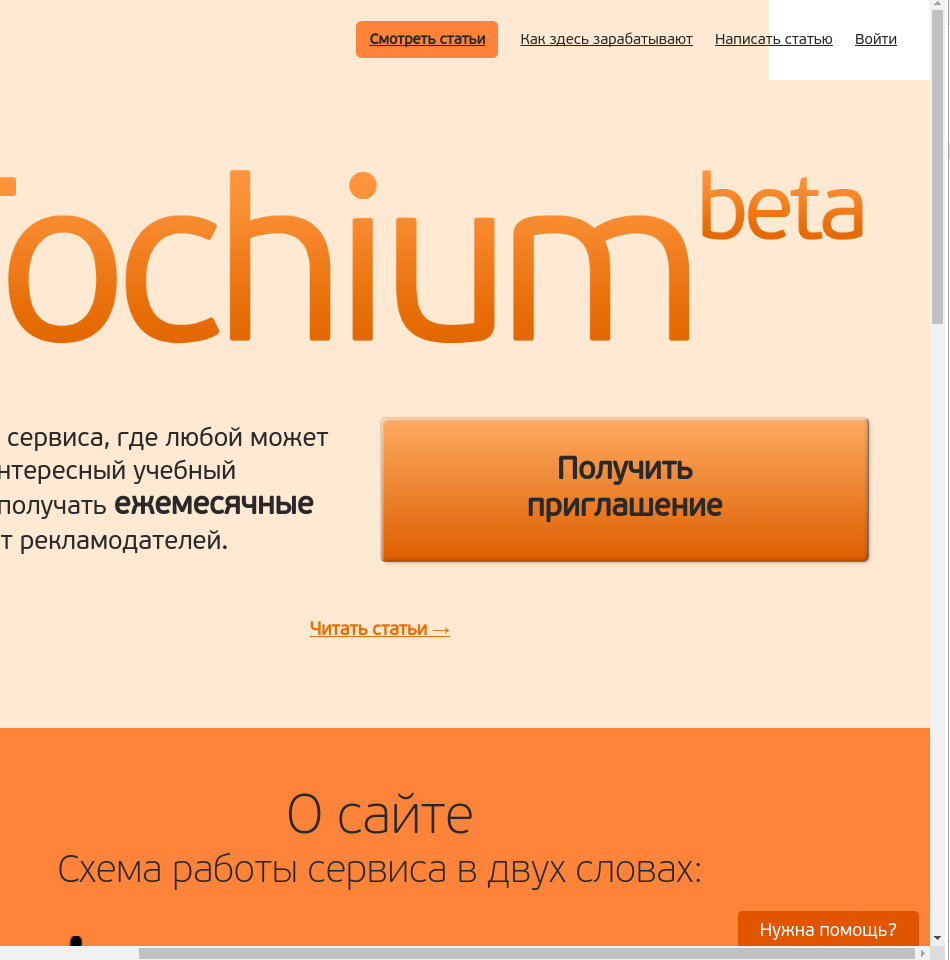 Смотреть статьи Как здесь зарабатывают Написать статью Войти
ochium beta
сервиса, где любой может
нтересный учебный
получать ежемесячные
т рекламодателей.
Получить
приглашение
Читать статьи →
О сайте
Схема работы сервиса в двух словах:
Нужна помощь?